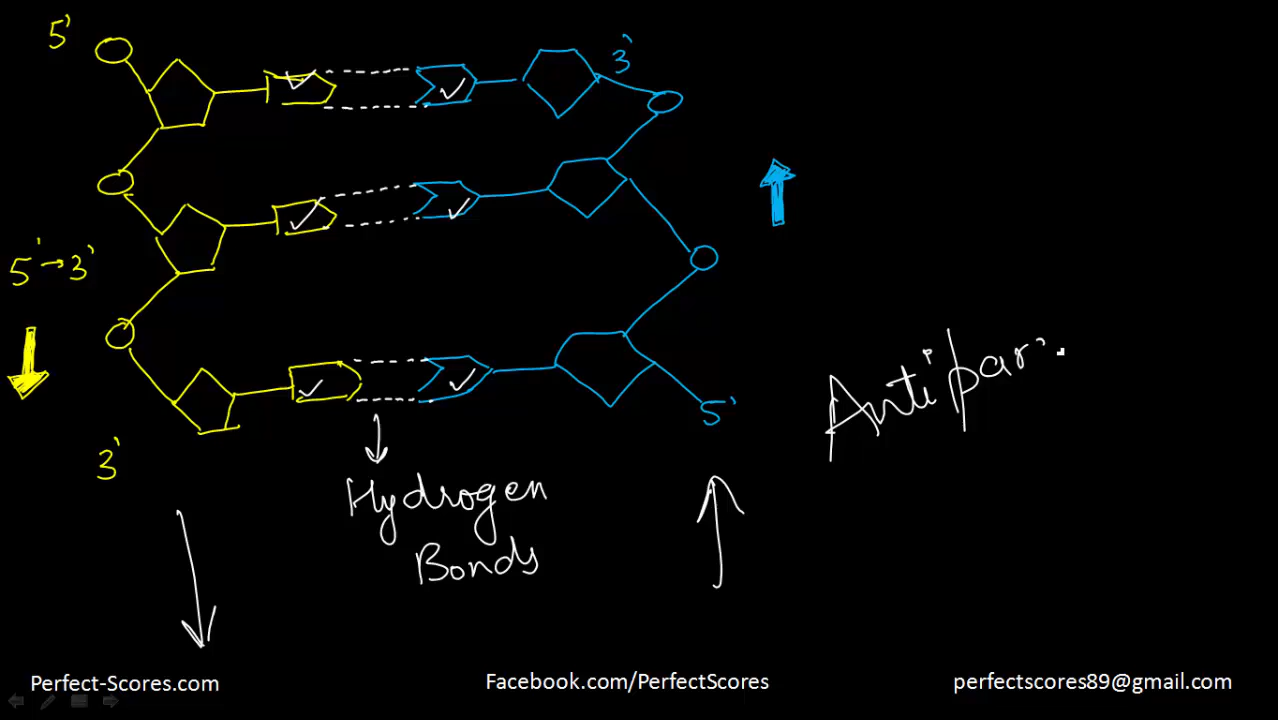 5'
3'
5' → 3'
3'
5'
Antipar
Hydrogen
Bonds
Perfect-Scores.com
Facebook.com/PerfectScores
perfectscores89@gmail.com